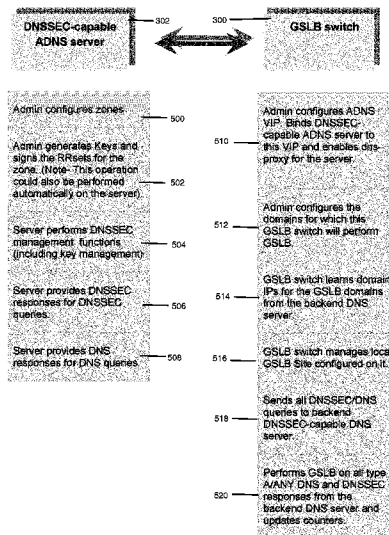 DNSSEC-capable
ADNS server
302
300
GSLB switch
Admin configures zones
500
Admin generates Keys and
signs the RRsets for the
zone. (Note- This operation
could also be performed
automatically on the server)
502
Server performs DNSSEC
management functions
(including key management)
504
Server provides DNSSEC
responses for DNSSEC
queries.
506
Server provides DNS
responses for DNS queries
508
Admin configures ADNS
VIP. Binds DNSSEC-
capable ADNS server to
this VIP and enables dns-
proxy for the server.
510
Admin configures the
domains for which this
GSLB switch will perform
GSLB.
512
GSLB switch learns domain
IPs for the GSLB domains
from the backend DNS
server.
514
GSLB switch manages local
GSLB Site configured on it.
516
Sends all DNSSEC/DNS
queries to backend
DNSSEC-capable DNS
server.
518
Performs GSLB on all type
A/ANY DNS and DNSSEC
responses from the
backend DNS server and
updates counters.
520